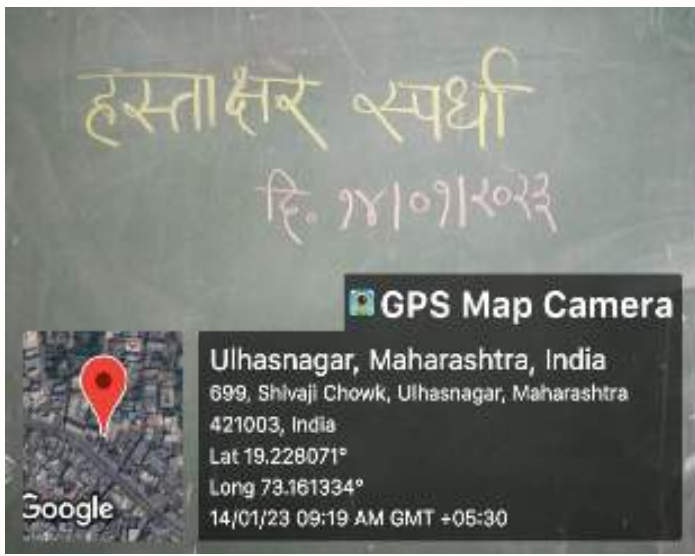 हस्ताक्षर स्पर्धा
दि. १४/०१/२०२३
GPS Map Camera
Ulhasnagar, Maharashtra, India
699, Shivaji Chowk, Ulhasnagar, Maharashtra
421003, India
Lat 19.228071°
Long 73.161334°
14/01/23 09:19 AM GMT +05:30
Google